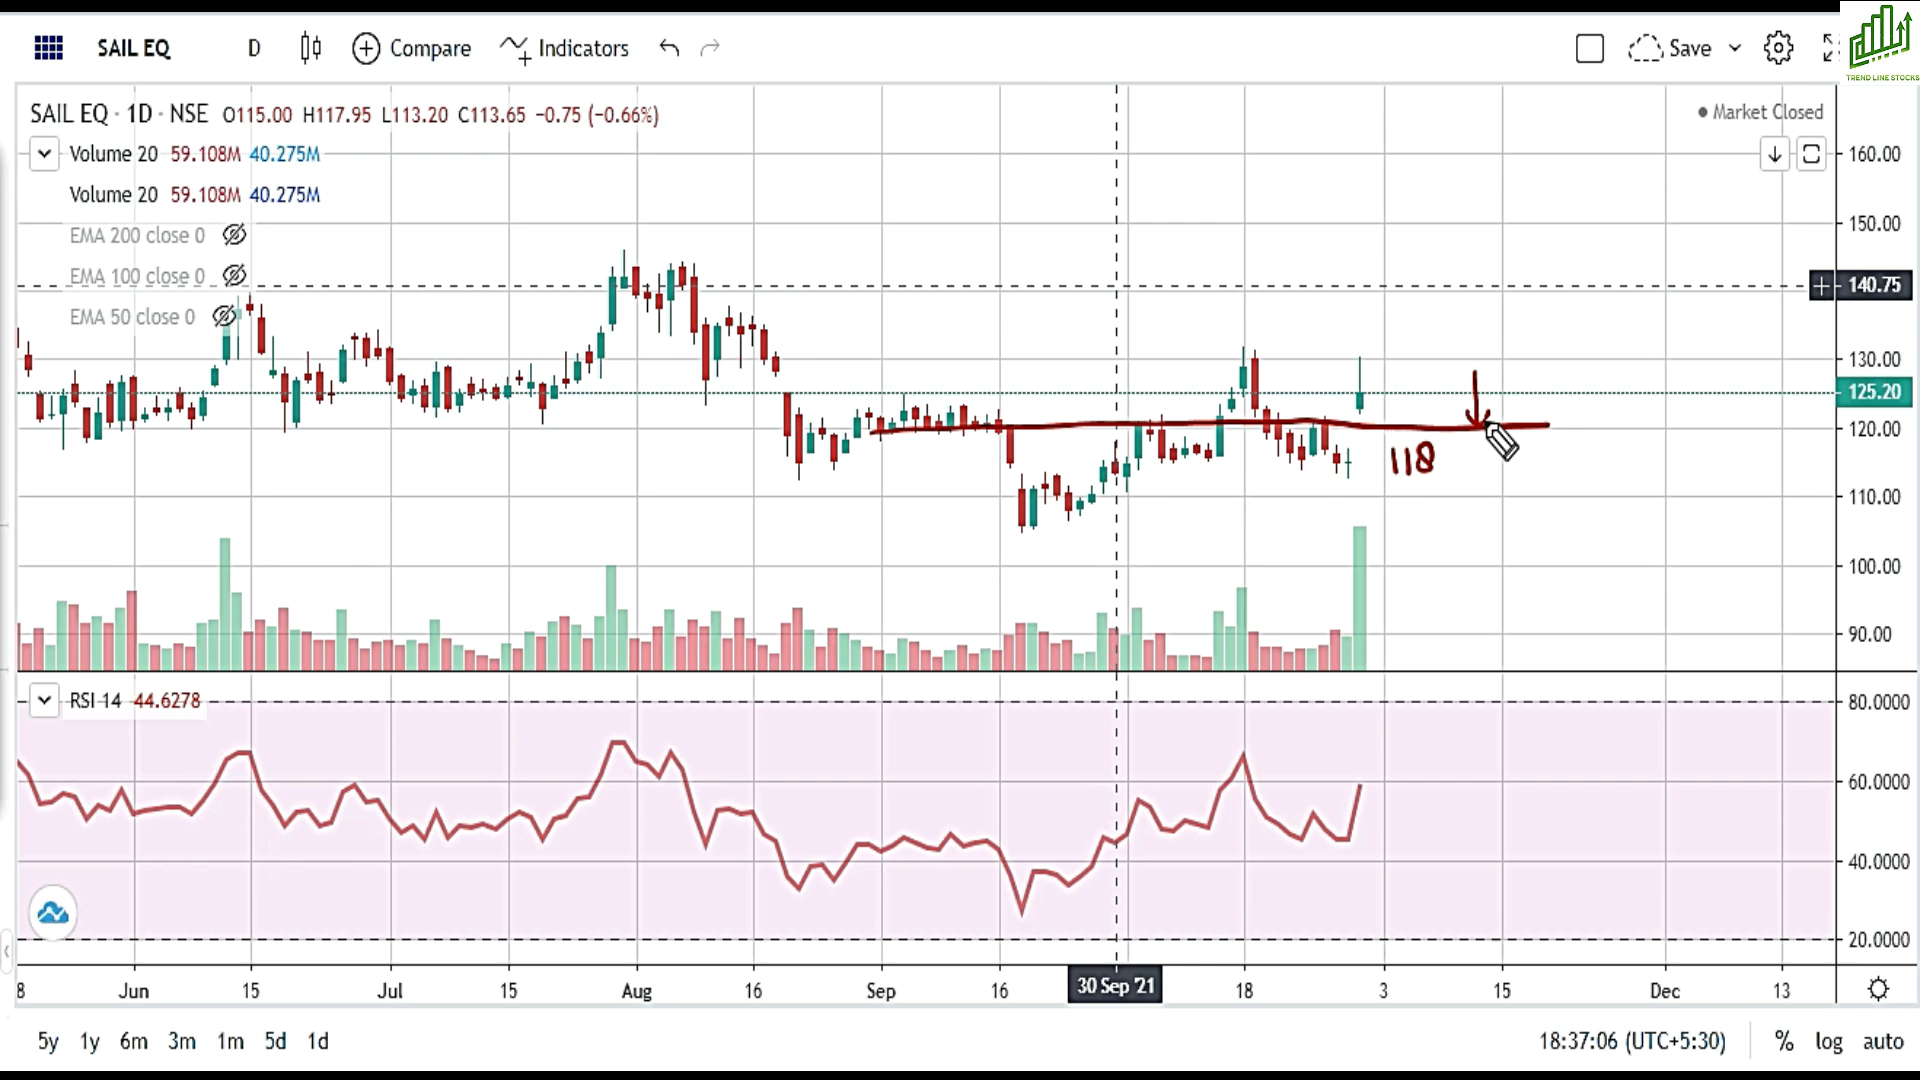 SAIL EQ D Compare Indicators Save
TREND LINE STOCKS
SAIL EQ · 1D · NSE O115.00 H117.95 L113.20 C113.65 −0.75 (−0.66%)
Market Closed
Volume 20 59.108M 40.275M
Volume 20 59.108M 40.275M
EMA 200 close 0
EMA 100 close 0
EMA 50 close 0
160.00
150.00
140.75
130.00
125.20
120.00
110.00
100.00
90.00
118
RSI 14 44.6278
80.0000
60.0000
40.0000
20.0000
8 Jun 15 Jul 15 Aug 16 Sep 16 30 Sep '21 18 3 15 Dec 13
5y 1y 6m 3m 1m 5d 1d 18:37:06 (UTC+5:30) % log auto